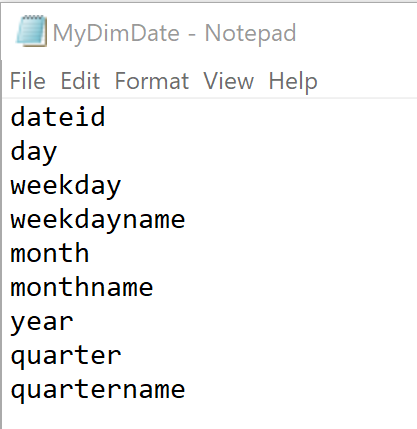 MyDimDate - Notepad
File Edit Format View Help
dateid
day
weekday
weekdayname
month
monthname
year
quarter
quartername